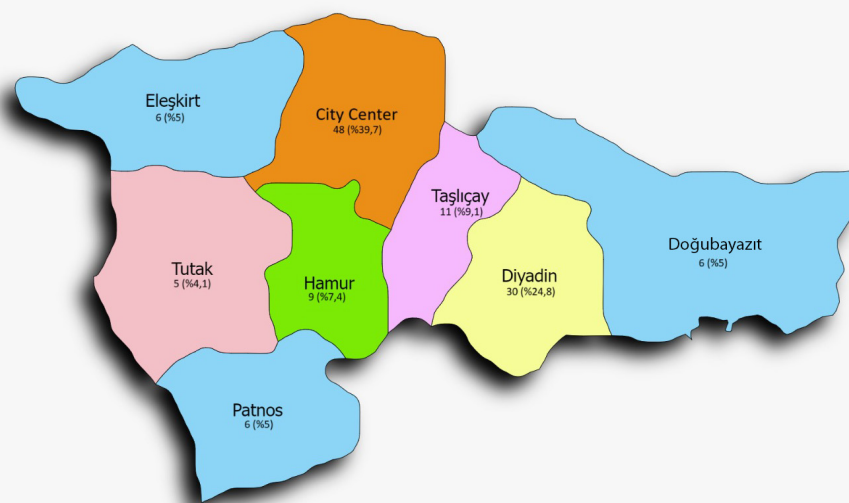 Eleşkirt
6 (%5)
City Center
48 (%39,7)
Taşlıçay
11 (%9,1)
Doğubayazıt
6 (%5)
Tutak
5 (%4,1)
Hamur
9 (%7,4)
Diyadin
30 (%24,8)
Patnos
6 (%5)